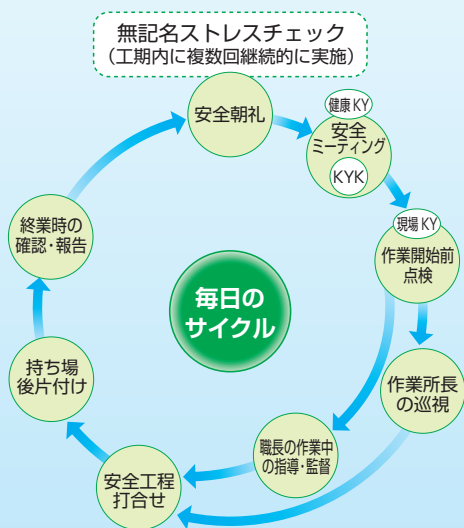 無記名ストレスチェック
（工期内に複数回継続的に実施）
安全朝礼
健康KY
安全
ミーティング
KYK
現場KY
作業開始前
点検
作業所長
の巡視
職長の作業中
の指導・監督
安全工程
打合せ
持ち場
後片付け
終業時の
確認・報告
毎日の
サイクル